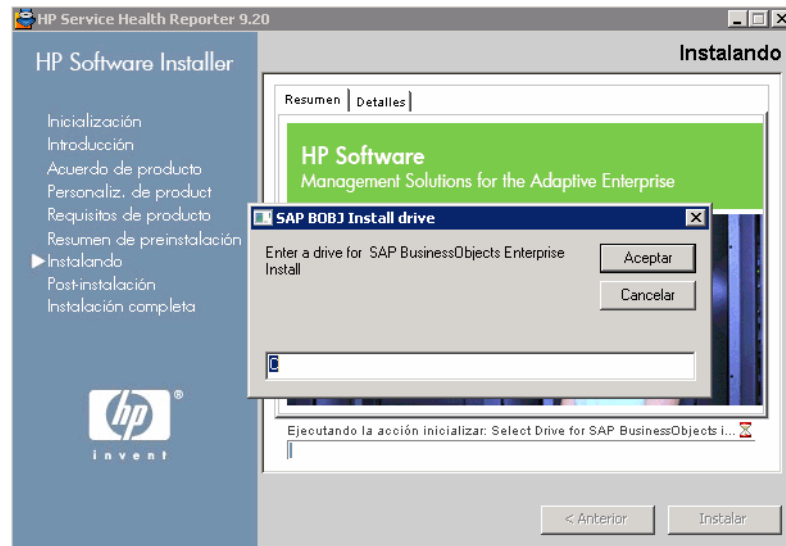 HP Service Health Reporter 9.20
HP Software Installer
Instalando
Inicialización
Introducción
Acuerdo de producto
Personaliz. de product
Requisitos de producto
Resumen de preinstalación
Instalando
Post-instalación
Instalación completa
hp
®
invent
Resumen
Detalles
HP Software
Management Solutions for the Adaptive Enterprise
SAP BOBJ Install drive
Enter a drive for SAP BusinessObjects Enterprise
Install
Aceptar
Cancelar
Ejecutando la acción inicializar: Select Drive for SAP BusinessObjects i...
< Anterior
Instalar